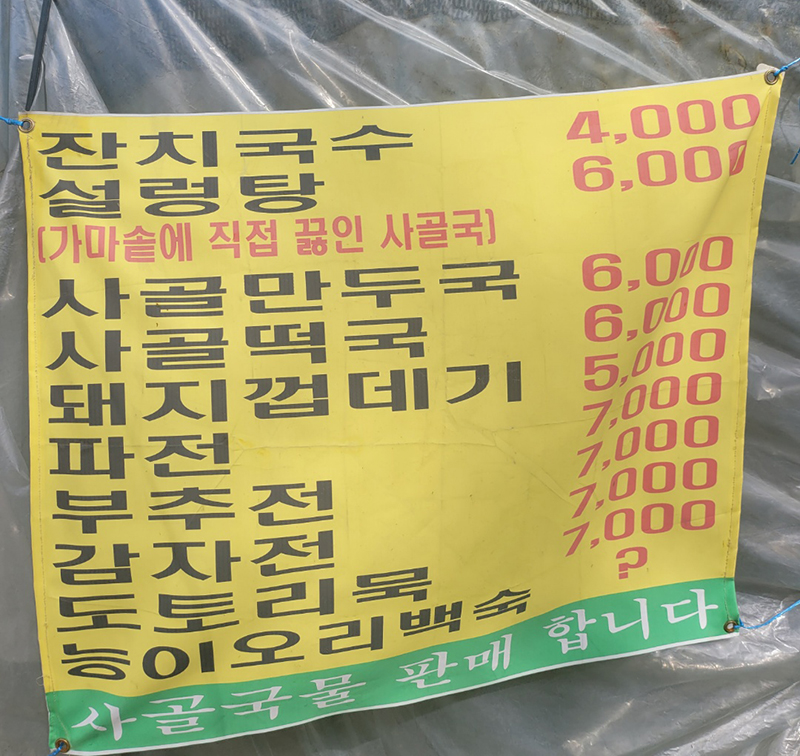 잔치국수 4,000
설렁탕 6,000
(가마솥에 직접 끓인 사골국)
사골만두국 6,000
사골떡국 6,000
돼지껍데기 5,000
파전 7,000
부추전 7,000
감자전 7,000
도토리묵 7,000
능이오리백숙 ?
사골국물 판매 합니다